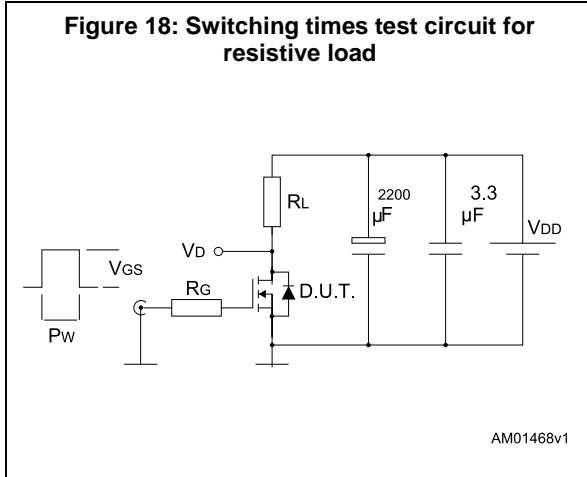 Figure 18: Switching times test circuit for
resistive load
RL
2200
μF
3.3
μF
VDD
VD
VGS
RG
D.U.T.
PW
AM01468v1